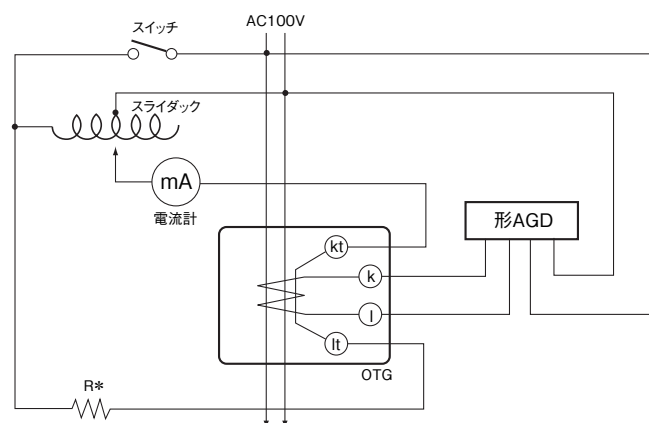 スイッチ
AC100V
スライダック
mA
電流計
形AGD
kt
k
l
lt
OTG
R*